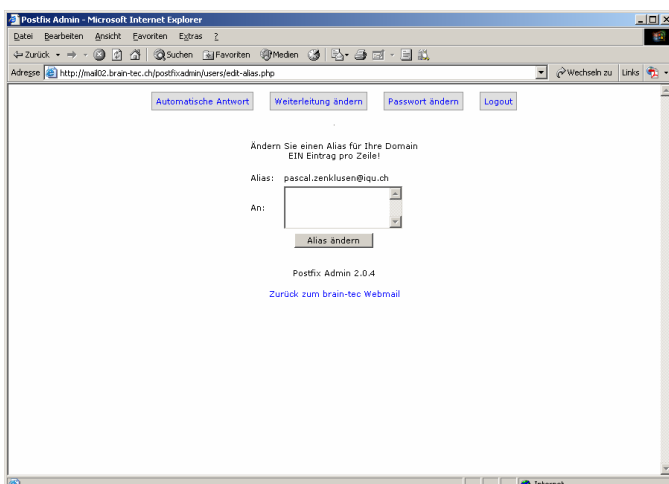 Postfix Admin - Microsoft Internet Explorer
Datei Bearbeiten Ansicht Favoriten Extras ?
Zurück Suchen Favoriten Medien
Adresse http://mail02.brain-tec.ch/postfixadmin/users/edit-alias.php Wechseln zu Links
Automatische Antwort Weiterleitung ändern Passwort ändern Logout
Ändern Sie einen Alias für Ihre Domain
EIN Eintrag pro Zeile!
Alias: pascal.zenklusen@iqu.ch
An:
Alias ändern
Postfix Admin 2.0.4
Zurück zum brain-tec Webmail
Internet